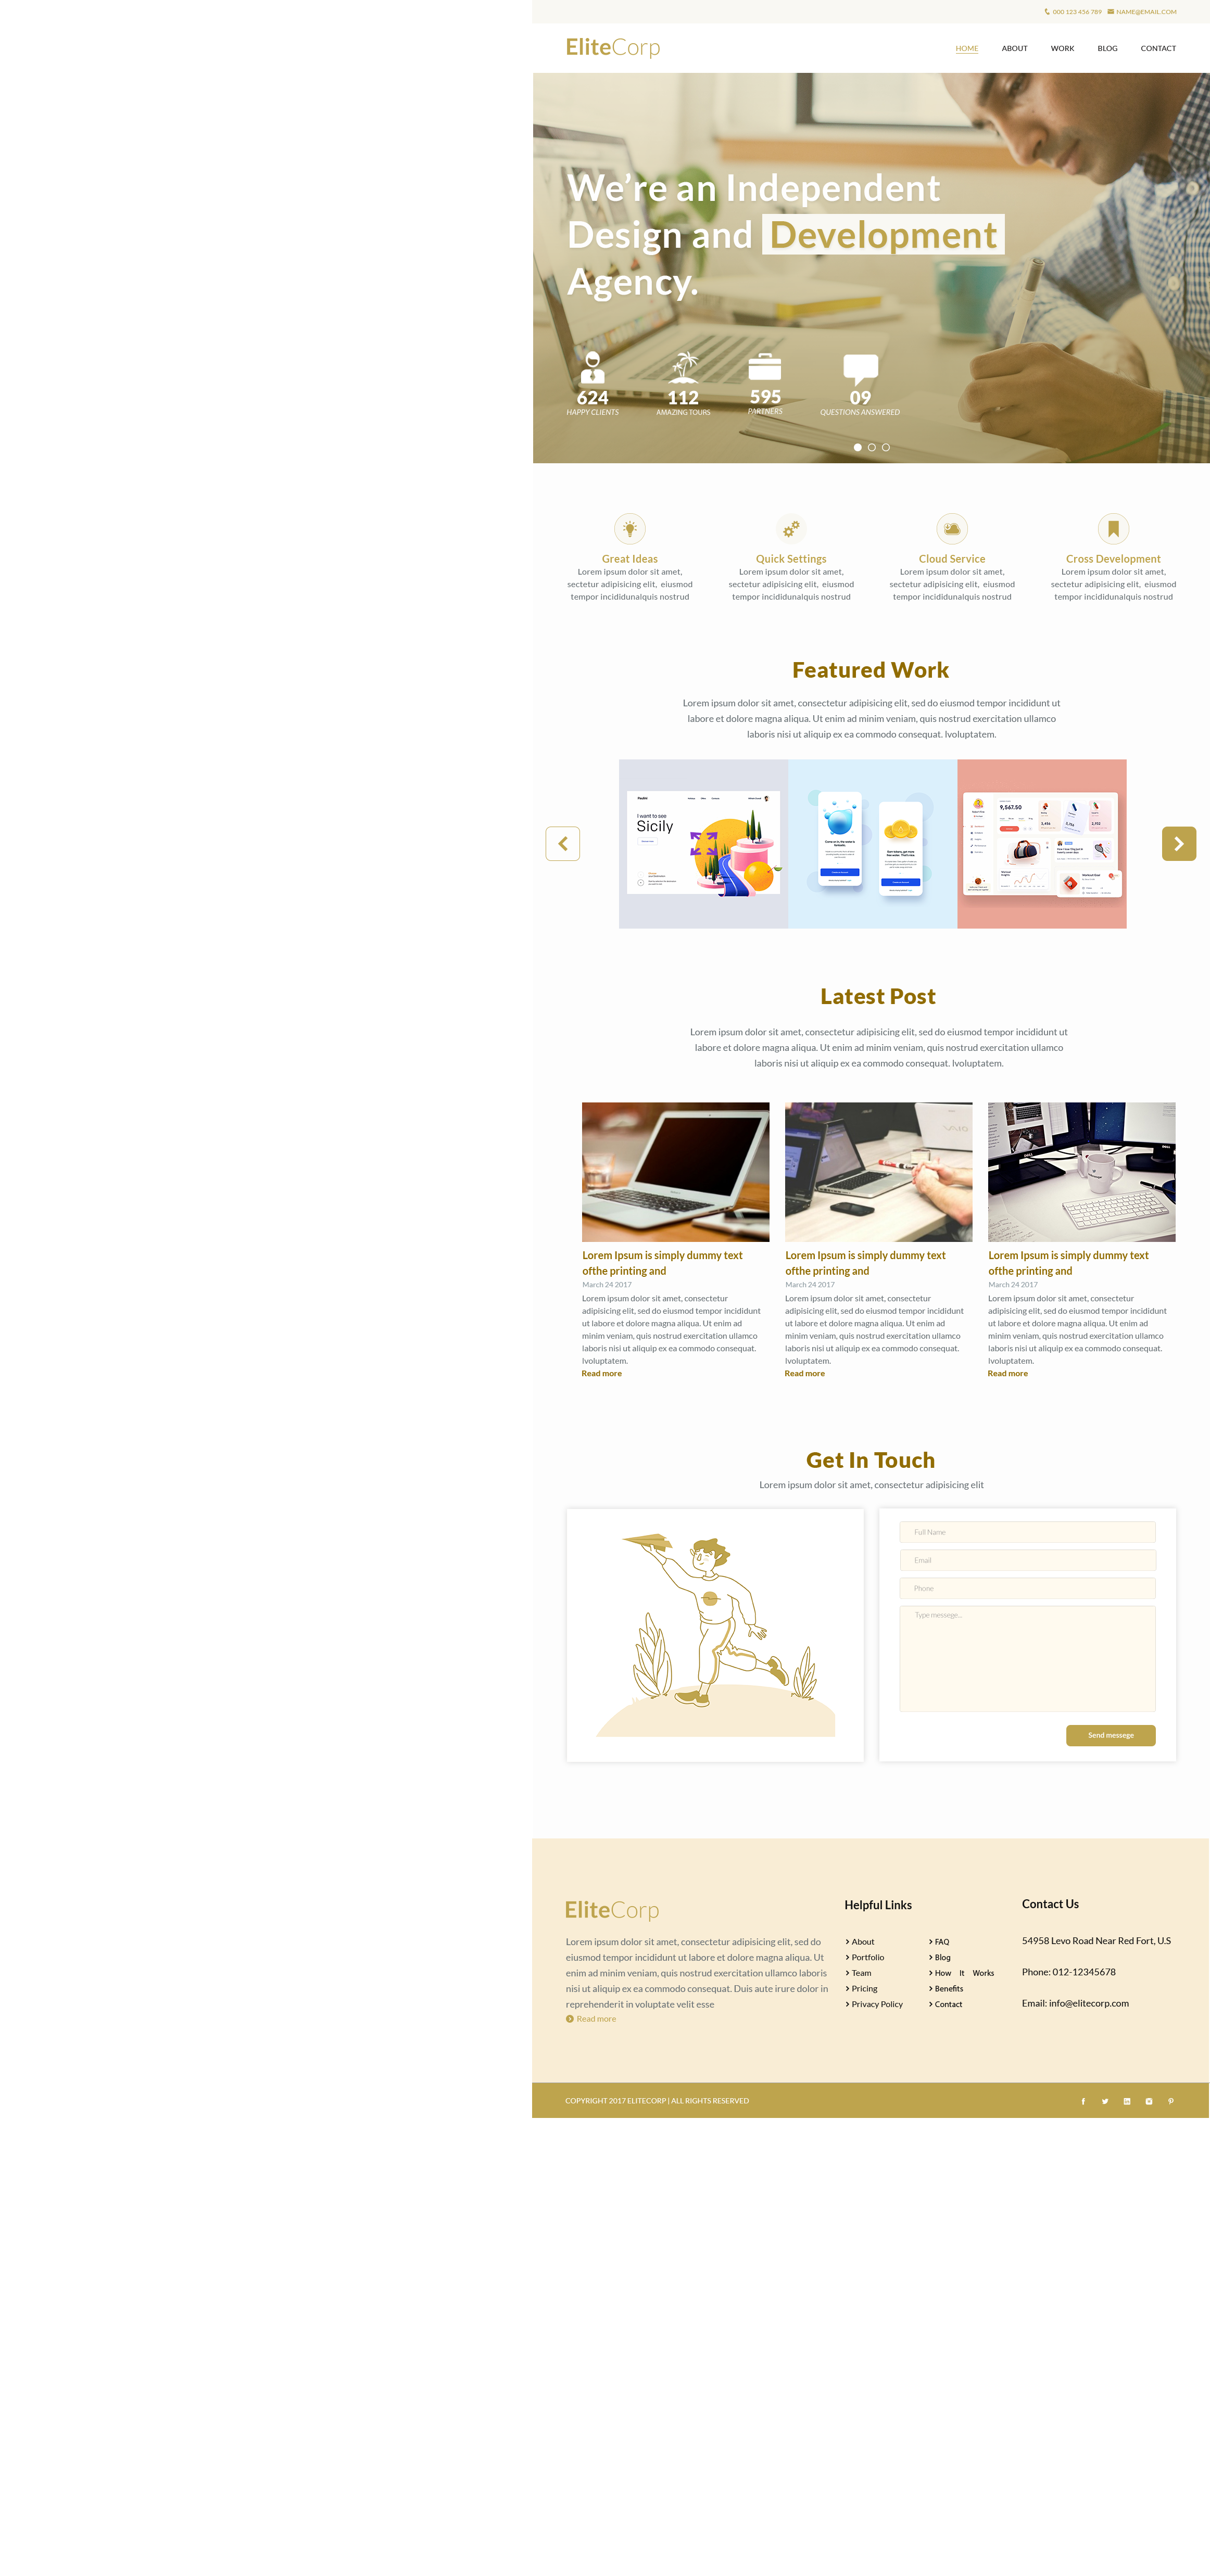 000 123 456 789 NAME@EMAIL.COM
EliteCorp
HOME ABOUT WORK BLOG CONTACT
We’re an Independent
Design and Development
Agency.
624
HAPPY CLIENTS
112
AMAZING TOURS
595
PARTNERS
09
QUESTIONS ANSWERED
Great Ideas
Lorem ipsum dolor sit amet,
sectetur adipisicing elit, eiusmod
tempor incididunalquis nostrud
Quick Settings
Lorem ipsum dolor sit amet,
sectetur adipisicing elit, eiusmod
tempor incididunalquis nostrud
Cloud Service
Lorem ipsum dolor sit amet,
sectetur adipisicing elit, eiusmod
tempor incididunalquis nostrud
Cross Development
Lorem ipsum dolor sit amet,
sectetur adipisicing elit, eiusmod
tempor incididunalquis nostrud
Featured Work
Lorem ipsum dolor sit amet, consectetur adipisicing elit, sed do eiusmod tempor incididunt ut
labore et dolore magna aliqua. Ut enim ad minim veniam, quis nostrud exercitation ullamco
laboris nisi ut aliquip ex ea commodo consequat. lvoluptatem.
I want to see
Sicily
9,567.50
Latest Post
Lorem ipsum dolor sit amet, consectetur adipisicing elit, sed do eiusmod tempor incididunt ut
labore et dolore magna aliqua. Ut enim ad minim veniam, quis nostrud exercitation ullamco
laboris nisi ut aliquip ex ea commodo consequat. lvoluptatem.
VAIO
DELL
DELL
Lorem Ipsum is simply dummy text
ofthe printing and
March 24 2017
Lorem ipsum dolor sit amet, consectetur
adipisicing elit, sed do eiusmod tempor incididunt
ut labore et dolore magna aliqua. Ut enim ad
minim veniam, quis nostrud exercitation ullamco
laboris nisi ut aliquip ex ea commodo consequat.
lvoluptatem.
Read more
Lorem Ipsum is simply dummy text
ofthe printing and
March 24 2017
Lorem ipsum dolor sit amet, consectetur
adipisicing elit, sed do eiusmod tempor incididunt
ut labore et dolore magna aliqua. Ut enim ad
minim veniam, quis nostrud exercitation ullamco
laboris nisi ut aliquip ex ea commodo consequat.
lvoluptatem.
Read more
Lorem Ipsum is simply dummy text
ofthe printing and
March 24 2017
Lorem ipsum dolor sit amet, consectetur
adipisicing elit, sed do eiusmod tempor incididunt
ut labore et dolore magna aliqua. Ut enim ad
minim veniam, quis nostrud exercitation ullamco
laboris nisi ut aliquip ex ea commodo consequat.
lvoluptatem.
Read more
Get In Touch
Lorem ipsum dolor sit amet, consectetur adipisicing elit
Full Name
Email
Phone
Type messege...
Send messege
EliteCorp
Lorem ipsum dolor sit amet, consectetur adipisicing elit, sed do
eiusmod tempor incididunt ut labore et dolore magna aliqua. Ut
enim ad minim veniam, quis nostrud exercitation ullamco laboris
nisi ut aliquip ex ea commodo consequat. Duis aute irure dolor in
reprehenderit in voluptate velit esse
Read more
Helpful Links
About
Portfolio
Team
Pricing
Privacy Policy
FAQ
Blog
How It Works
Benefits
Contact
Contact Us
54958 Levo Road Near Red Fort, U.S
Phone: 012-12345678
Email: info@elitecorp.com
COPYRIGHT 2017 ELITECORP | ALL RIGHTS RESERVED